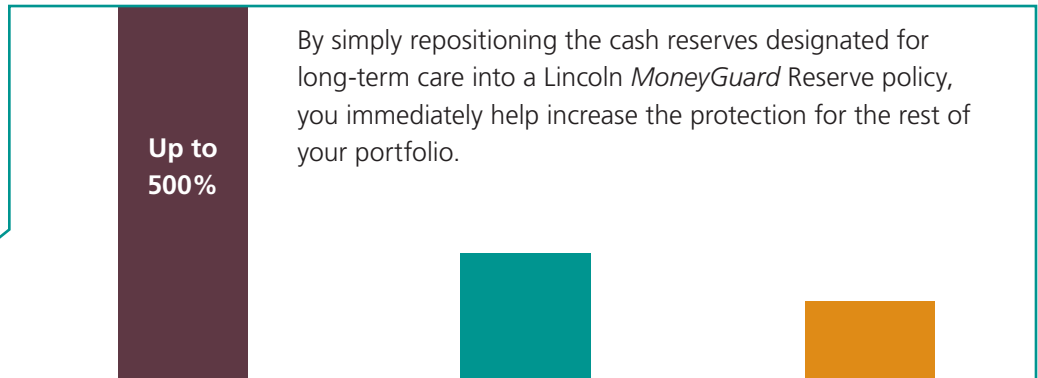 By simply repositioning the cash reserves designated for
long-term care into a Lincoln MoneyGuard Reserve policy,
you immediately help increase the protection for the rest of
your portfolio.
Up to
500%